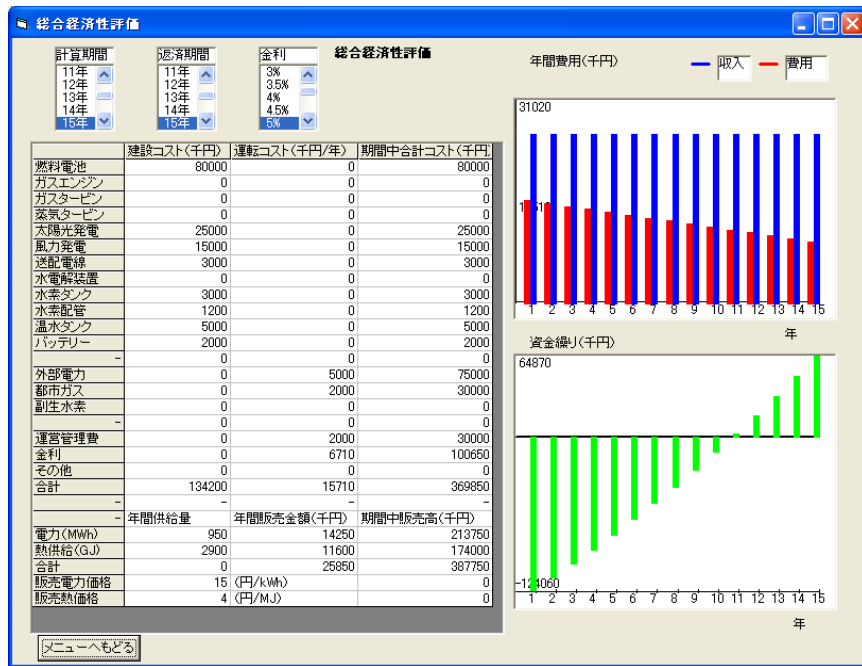 総合経済性評価
計算期間 返済期間 金利 総合経済性評価
11年 11年 3%
12年 12年 3.5%
13年 13年 4%
14年 14年 4.5%
15年 15年 5%
建設コスト(千円) 運転コスト(千円/年) 期間中合計コスト(千円)
燃料電池 80000 0 80000
ガスエンジン 0 0 0
ガスタービン 0 0 0
蒸気タービン 0 0 0
太陽光発電 25000 0 25000
風力発電 15000 0 15000
送配電線 3000 0 3000
水電解装置 0 0 0
水素タンク 3000 0 3000
水素配管 1200 0 1200
温水タンク 5000 0 5000
バッテリー 2000 0 2000
- 0 0 0
外部電力 0 5000 75000
都市ガス 0 2000 30000
副生水素 0 0 0
- 0 0 0
運営管理費 0 2000 30000
金利 0 6710 100650
その他 0 0 0
合計 134200 15710 369850
- - - -
- 年間供給量 年間販売金額(千円) 期間中販売高(千円)
電力(MWh) 950 14250 213750
熱供給(GJ) 2900 11600 174000
合計 0 25850 387750
販売電力価格 15 (円/kWh) 0
販売熱価格 4 (円/MJ) 0
メニューへもどる
年間費用(千円) 収入 費用
31020
1 2 3 4 5 6 7 8 9 10 11 12 13 14 15
年
資金繰り(千円)
64870
-124060
1 2 3 4 5 6 7 8 9 10 11 12 13 14 15
年